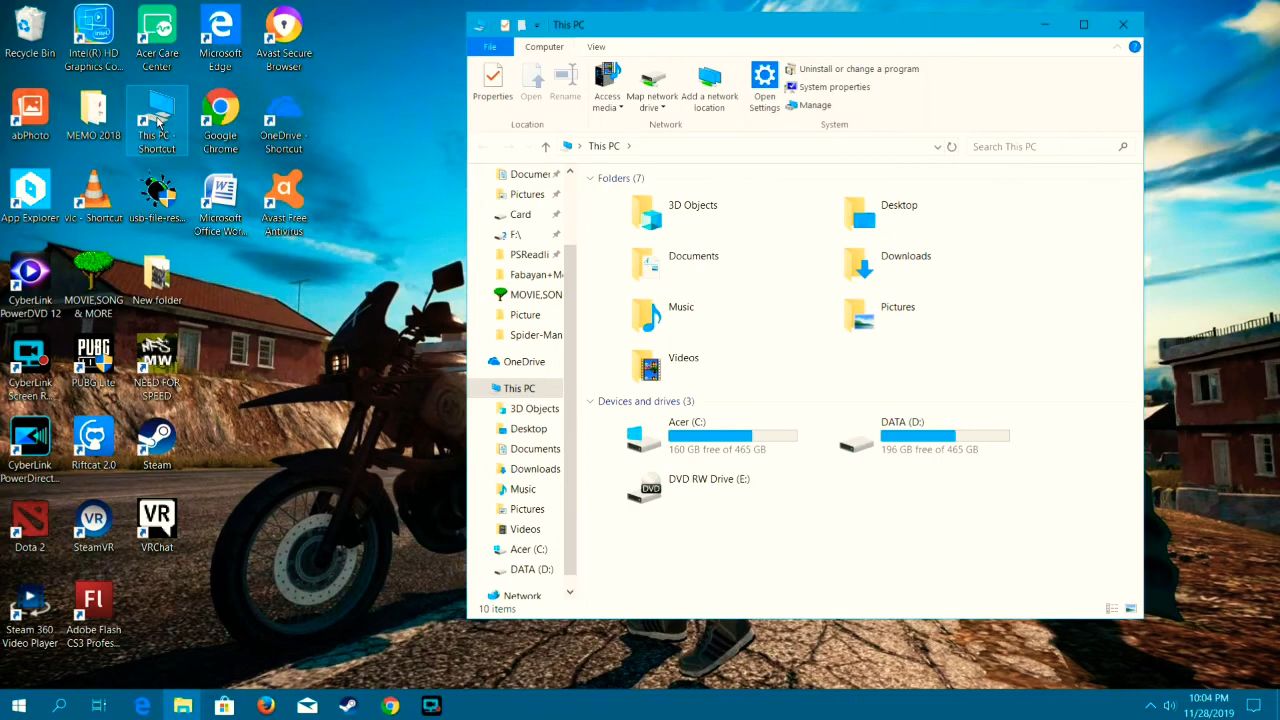 Recycle Bin
Intel(R) HD
Graphics Co...
Acer Care
Center
Microsoft
Edge
Avast Secure
Browser
abPhoto
MEMO 2018
This PC -
Shortcut
Google
Chrome
OneDrive -
Shortcut
App Explorer
vlc - Shortcut
usb-file-res...
Microsoft
Office Wor...
Avast Free
Antivirus
CyberLink
PowerDVD 12
MOVIE,SONG
& MORE
New folder
CyberLink
Screen R...
PUBG
PUBG Lite
MW
NEED FOR
SPEED
CyberLink
PowerDirect...
Riftcat 2.0
Steam
Dota 2
VR
SteamVR
VR
VRChat
Steam 360
Video Player
Fl
Adobe Flash
CS3 Profes...
This PC
File
Computer
View
Properties
Open
Rename
Access
media
Map network
drive
Add a network
location
Open
Settings
Uninstall or change a program
System properties
Manage
Location
Network
System
This PC
Search This PC
Documen
Pictures
Card
F:\
PSReadli
Fabayan+Mo
MOVIE,SON
Picture
Spider-Man
OneDrive
This PC
3D Objects
Desktop
Documents
Downloads
Music
Pictures
Videos
Acer (C:)
DATA (D:)
Network
Folders (7)
3D Objects
Desktop
Documents
Downloads
Music
Pictures
Videos
Devices and drives (3)
Acer (C:)
160 GB free of 465 GB
DATA (D:)
196 GB free of 465 GB
DVD
DVD RW Drive (E:)
10 items
10:04 PM
11/28/2019